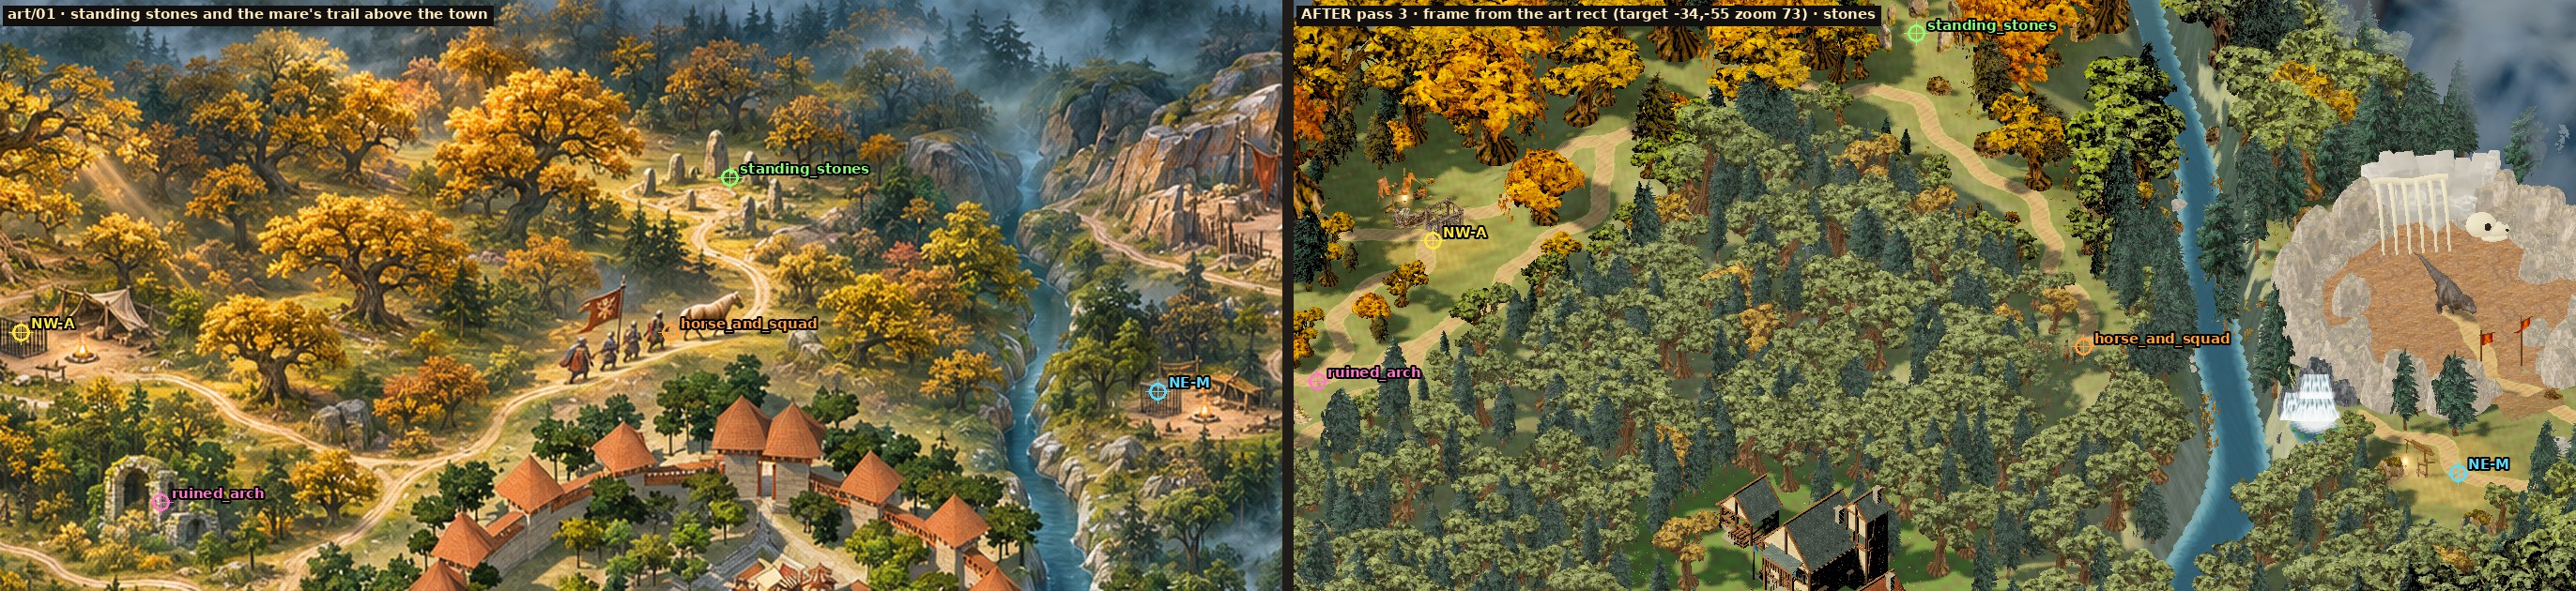 art/01 · standing stones and the mare's trail above the town
standing_stones
NW-A
horse_and_squad
NE-M
ruined_arch
AFTER pass 3 · frame from the art rect (target -34,-55 zoom 73) · stones
standing_stones
NW-A
horse_and_squad
ruined_arch
NE-M